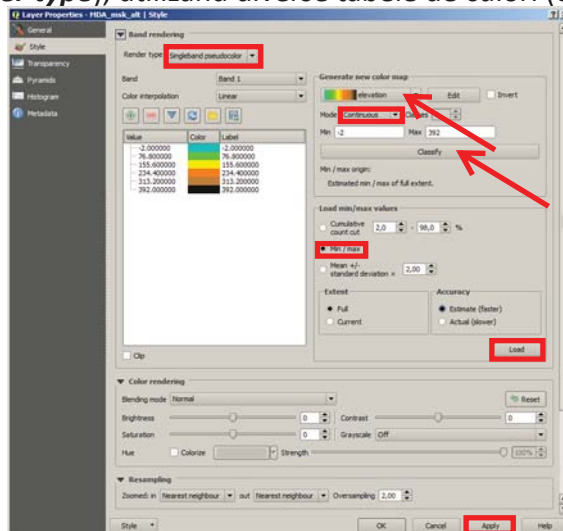 er type), utilizând diverse tabele de culori (
Layer Properties - MDA_msk_alt | Style
General
Style
Transparency
Pyramids
Histogram
Metadata
Band rendering
Render type Singleband pseudocolor
Band Band 1
Color interpolation Linear
Value Color Label
-2.000000 -2.000000
76.800000 76.800000
155.600000 155.600000
234.400000 234.400000
313.200000 313.200000
392.000000 392.000000
Clip
Generate new color map
elevation Edit Invert
Mode Continuous Classes
Min -2 Max 392
Classify
Min / max origin:
Estimated min / max of full extent.
Load min/max values
Cumulative count cut 2,0 - 98,0 %
Min / max
Mean +/- standard deviation × 2,00
Extent Accuracy
Full Estimate (faster)
Current Actual (slower)
Load
Color rendering
Blending mode Normal Reset
Brightness 0 Contrast 0
Saturation 0 Grayscale Off
Hue Colorize Strength 100%
Resampling
Zoomed: in Nearest neighbour out Nearest neighbour Oversampling 2,00
Style OK Cancel Apply Help